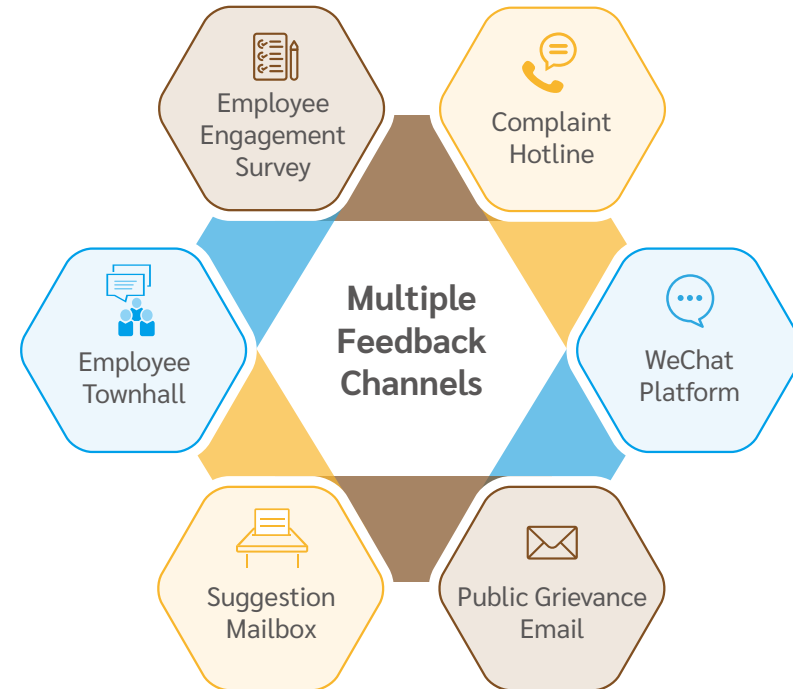 Employee
Engagement
Survey
Complaint
Hotline
Multiple
Feedback
Channels
Employee
Townhall
WeChat
Platform
Suggestion
Mailbox
Public Grievance
Email